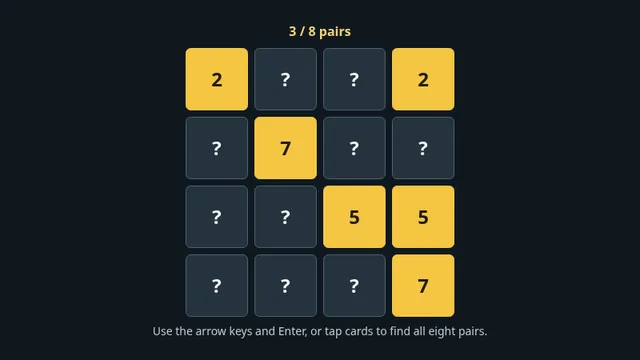 3 / 8 pairs
2 ? ? 2
? 7 ? ?
? ? 5 5
? ? ? 7
Use the arrow keys and Enter, or tap cards to find all eight pairs.